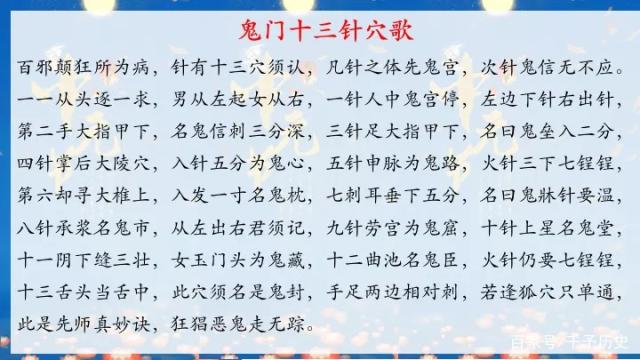 鬼门十三针穴歌
百邪颠狂所为病，针有十三穴须认，凡针之体先鬼宫，次针鬼信无不应。
一一从头逐一求，男从左起女从右，一针人中鬼宫停，左边下针右出针，
第二手大指甲下，名鬼信刺三分深，三针足大指甲下，名曰鬼垒入二分，
四针掌后大陵穴，入针五分为鬼心，五针申脉为鬼路，火针三下七锃锃，
第六却寻大椎上，入发一寸名鬼枕，七刺耳垂下五分，名曰鬼牀针要温，
八针承浆名鬼市，从左出右君须记，九针劳宫为鬼窟，十针上星名鬼堂，
十一阴下缝三壮，女玉门头为鬼藏，十二曲池名鬼臣，火针仍要七锃锃，
十三舌头当舌中，此穴须名是鬼封，手足两边相对刺，若逢狐穴只单通，
此是先师真妙诀，狂猖恶鬼走无踪。
百家号/千子历史